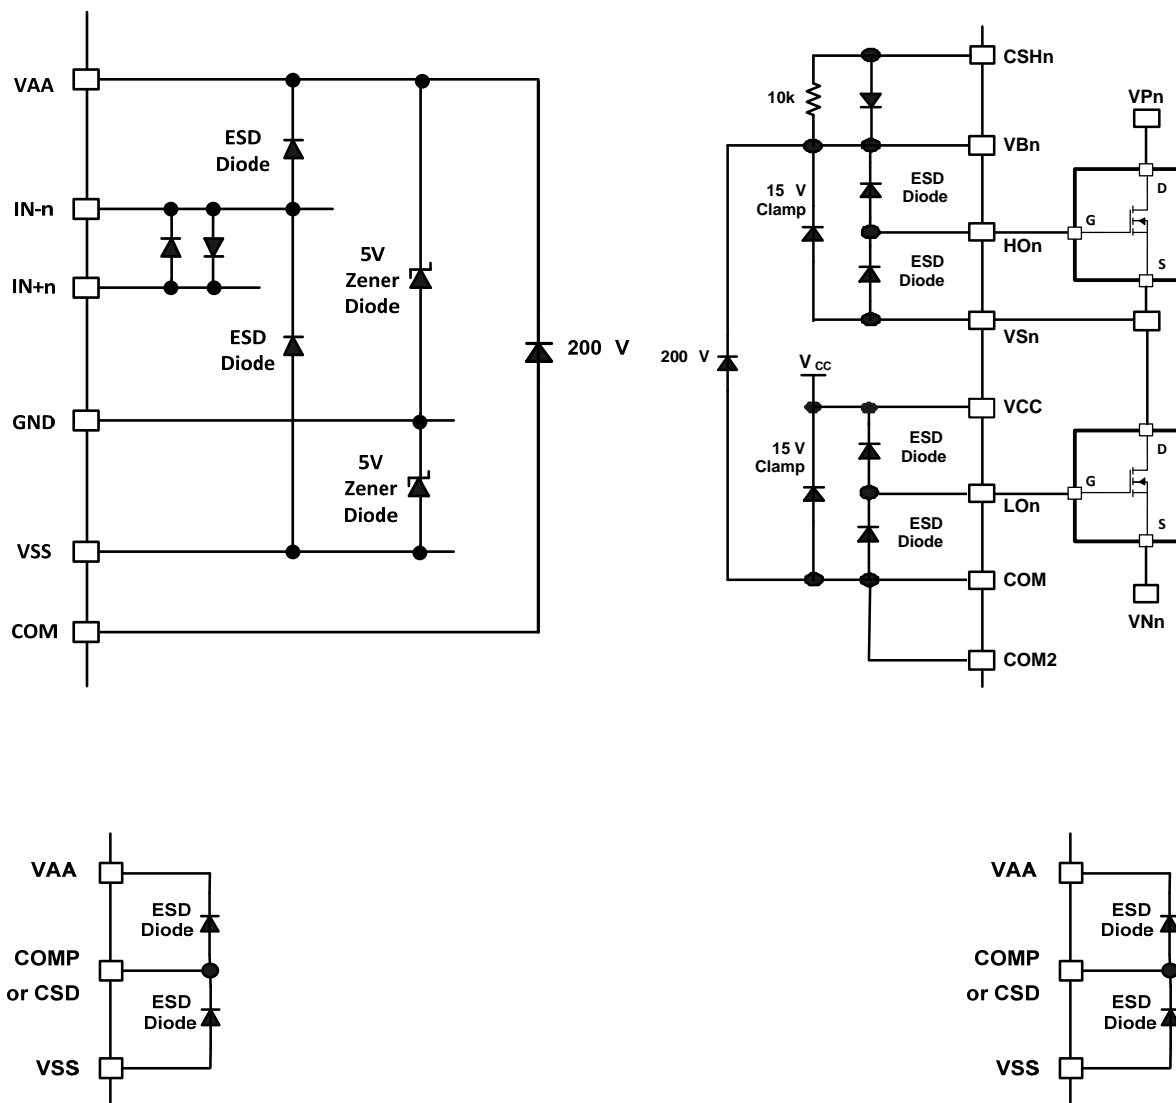 VAA
ESD
Diode
IN-n
IN+n
5V
Zener
Diode
ESD
Diode
200 V
GND
5V
Zener
Diode
VSS
COM
CSHn
10k
VPn
VBn
15 V
Clamp
ESD
Diode
D
G
HOn
ESD
Diode
S
VSn
200 V
VCC
VCC
15 V
Clamp
ESD
Diode
D
G
LOn
ESD
Diode
S
COM
VNn
COM2
VAA
ESD
Diode
COMP
or CSD
ESD
Diode
VSS
VAA
ESD
Diode
COMP
or CSD
ESD
Diode
VSS